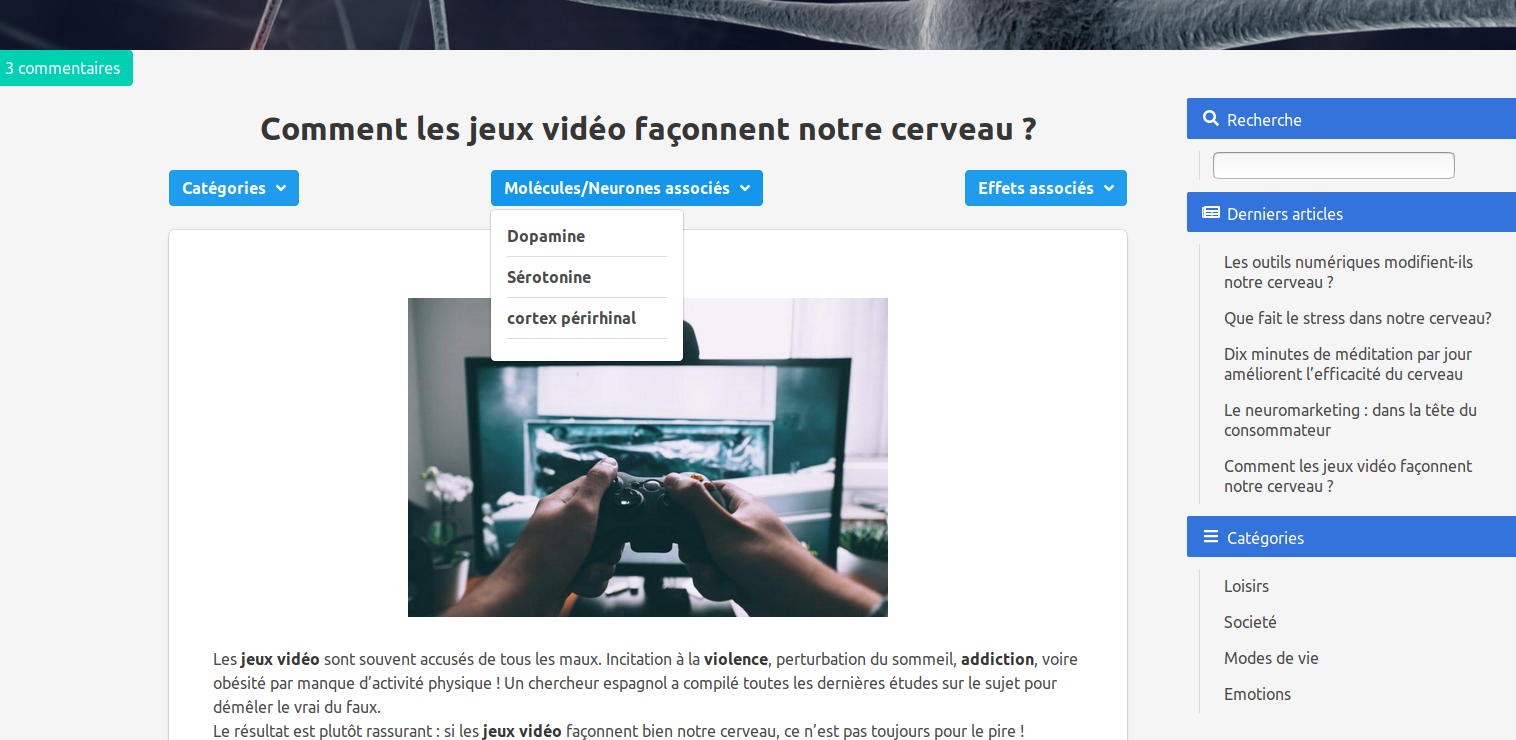 3 commentaires
Comment les jeux vidéo façonnent notre cerveau ?
Catégories
Molécules/Neurones associés
Effets associés
Dopamine
Sérotonine
cortex périrhinal
Les jeux vidéo sont souvent accusés de tous les maux. Incitation à la violence, perturbation du sommeil, addiction, voire
obésité par manque d’activité physique ! Un chercheur espagnol a compilé toutes les dernières études sur le sujet pour
démêler le vrai du faux.
Le résultat est plutôt rassurant : si les jeux vidéo façonnent bien notre cerveau, ce n’est pas toujours pour le pire !
Recherche
Derniers articles
Les outils numériques modifient-ils
notre cerveau ?
Que fait le stress dans notre cerveau?
Dix minutes de méditation par jour
améliorent l’efficacité du cerveau
Le neuromarketing : dans la tête du
consommateur
Comment les jeux vidéo façonnent
notre cerveau ?
Catégories
Loisirs
Societé
Modes de vie
Emotions